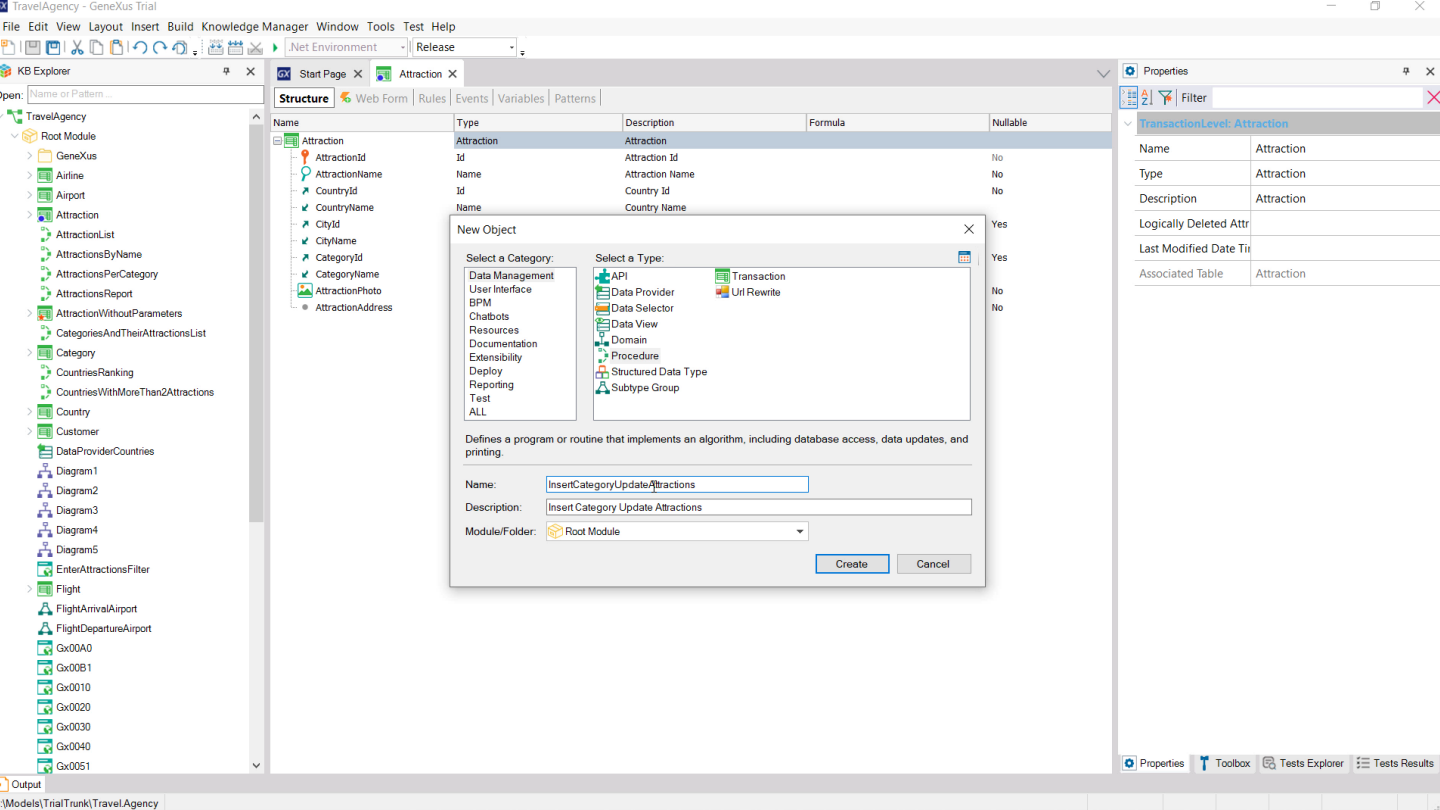 TravelAgency - GeneXus Trial
File Edit View Layout Insert Build Knowledge Manager Window Tools Test Help
.Net Environment Release
KB Explorer
Open: Name or Pattern ...
TravelAgency
Root Module
GeneXus
Airline
Airport
Attraction
AttractionList
AttractionsByName
AttractionsPerCategory
AttractionsReport
AttractionWithoutParameters
CategoriesAndTheirAttractionsList
Category
CountriesRanking
CountriesWithMoreThan2Attractions
Country
Customer
DataProviderCountries
Diagram1
Diagram2
Diagram3
Diagram4
Diagram5
EnterAttractionsFilter
Flight
FlightArrivalAirport
FlightDepartureAirport
Gx00A0
Gx00B1
Gx0010
Gx0020
Gx0030
Gx0040
Gx0051
Start Page Attraction
Structure Web Form Rules Events Variables Patterns
Name Type Description Formula Nullable
Attraction Attraction Attraction
AttractionId Id Attraction Id No
AttractionName Name Attraction Name No
CountryId Id Country Id No
CountryName Name Country Name
CityId Yes
CityName
CategoryId Yes
CategoryName
AttractionPhoto No
AttractionAddress No
New Object
Select a Category: Select a Type:
Data Management
User Interface
BPM
Chatbots
Resources
Documentation
Extensibility
Deploy
Reporting
Test
ALL
API
Data Provider
Data Selector
Data View
Domain
Procedure
Structured Data Type
Subtype Group
Transaction
Url Rewrite
Defines a program or routine that implements an algorithm, including database access, data updates, and
printing.
Name: InsertCategoryUpdateAttractions
Description: Insert Category Update Attractions
Module/Folder: Root Module
Create Cancel
Properties
Filter
TransactionLevel: Attraction
Name Attraction
Type Attraction
Description Attraction
Logically Deleted Attr
Last Modified Date Ti
Associated Table Attraction
Properties Toolbox Tests Explorer Tests Results
Output
:\Models\TrialTrunk\Travel.Agency